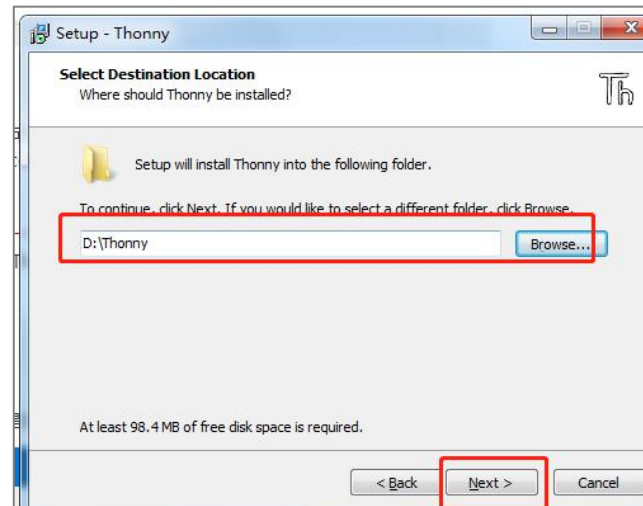 Setup - Thonny
Select Destination Location
Where should Thonny be installed?
Th
Setup will install Thonny into the following folder.
To continue, click Next. If you would like to select a different folder, click Browse.
D:\Thonny
Browse...
At least 98.4 MB of free disk space is required.
< Back
Next >
Cancel